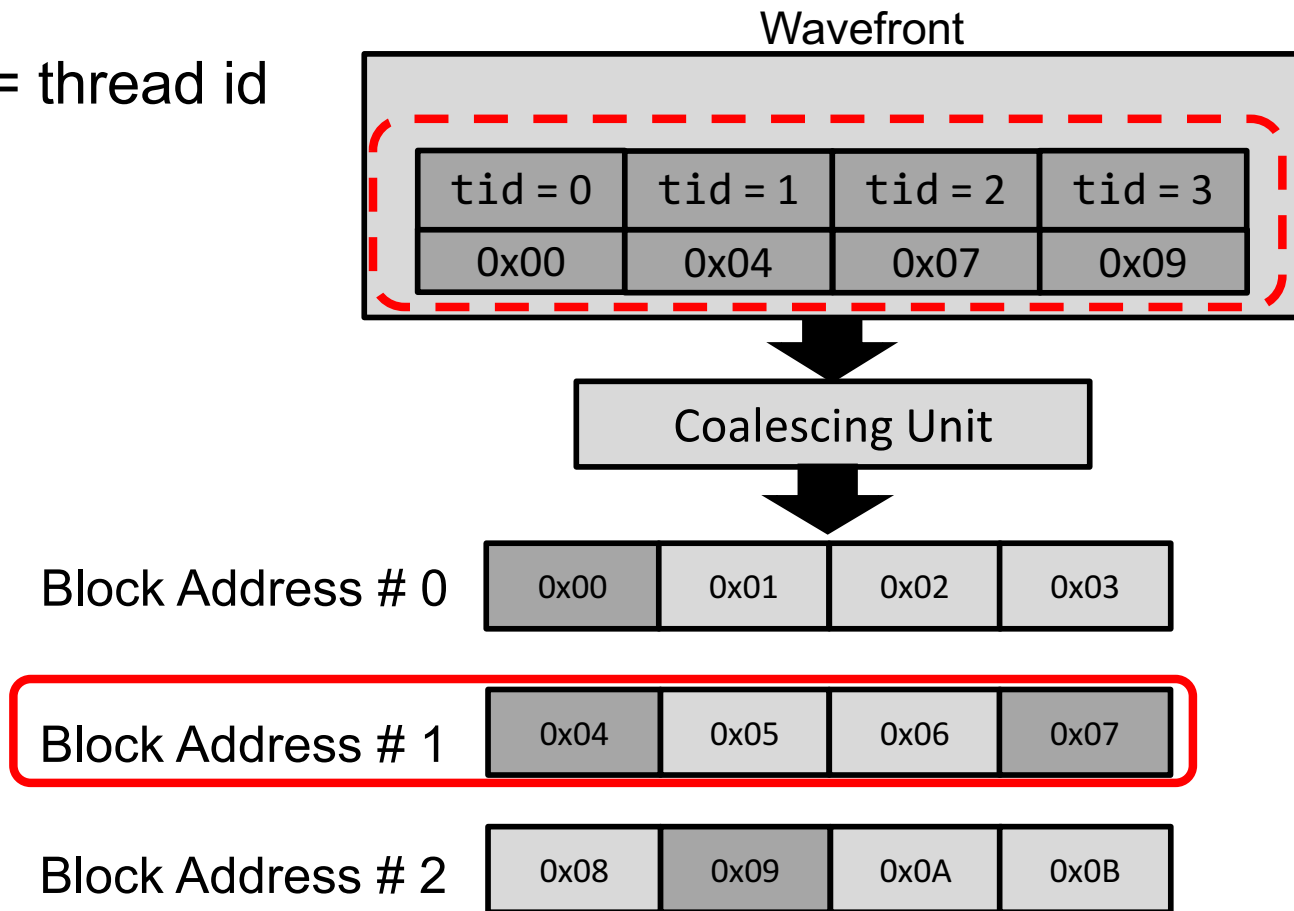 Wavefront
= thread id
tid = 0 tid = 1 tid = 2 tid = 3
0x00 0x04 0x07 0x09
Coalescing Unit
Block Address # 0 0x00 0x01 0x02 0x03
Block Address # 1 0x04 0x05 0x06 0x07
Block Address # 2 0x08 0x09 0x0A 0x0B